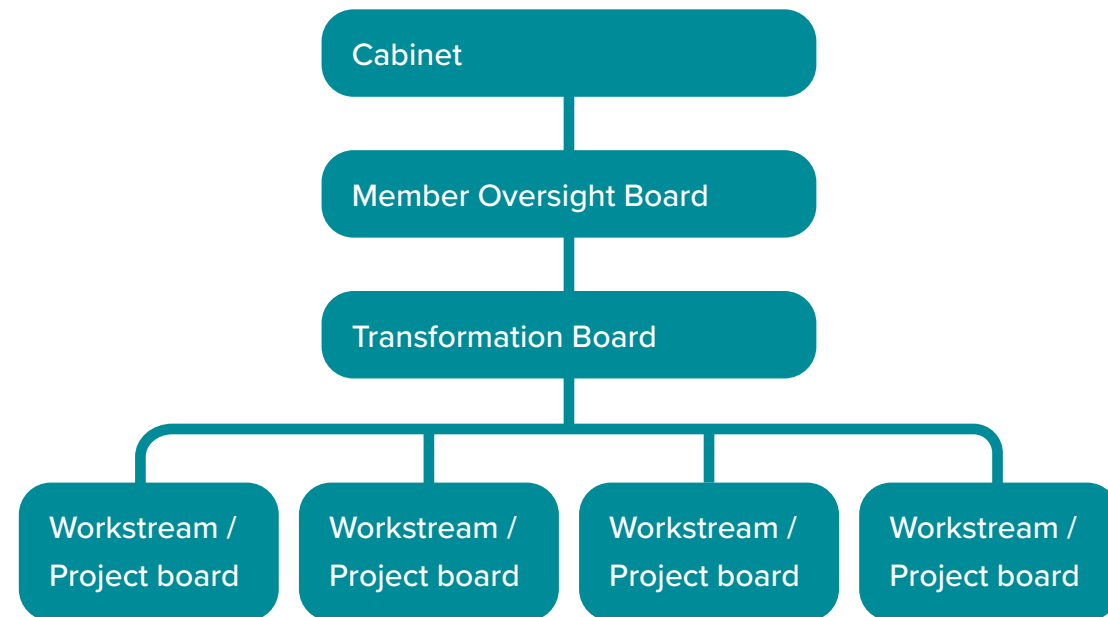 Cabinet
Member Oversight Board
Transformation Board
Workstream /
Project board
Workstream /
Project board
Workstream /
Project board
Workstream /
Project board